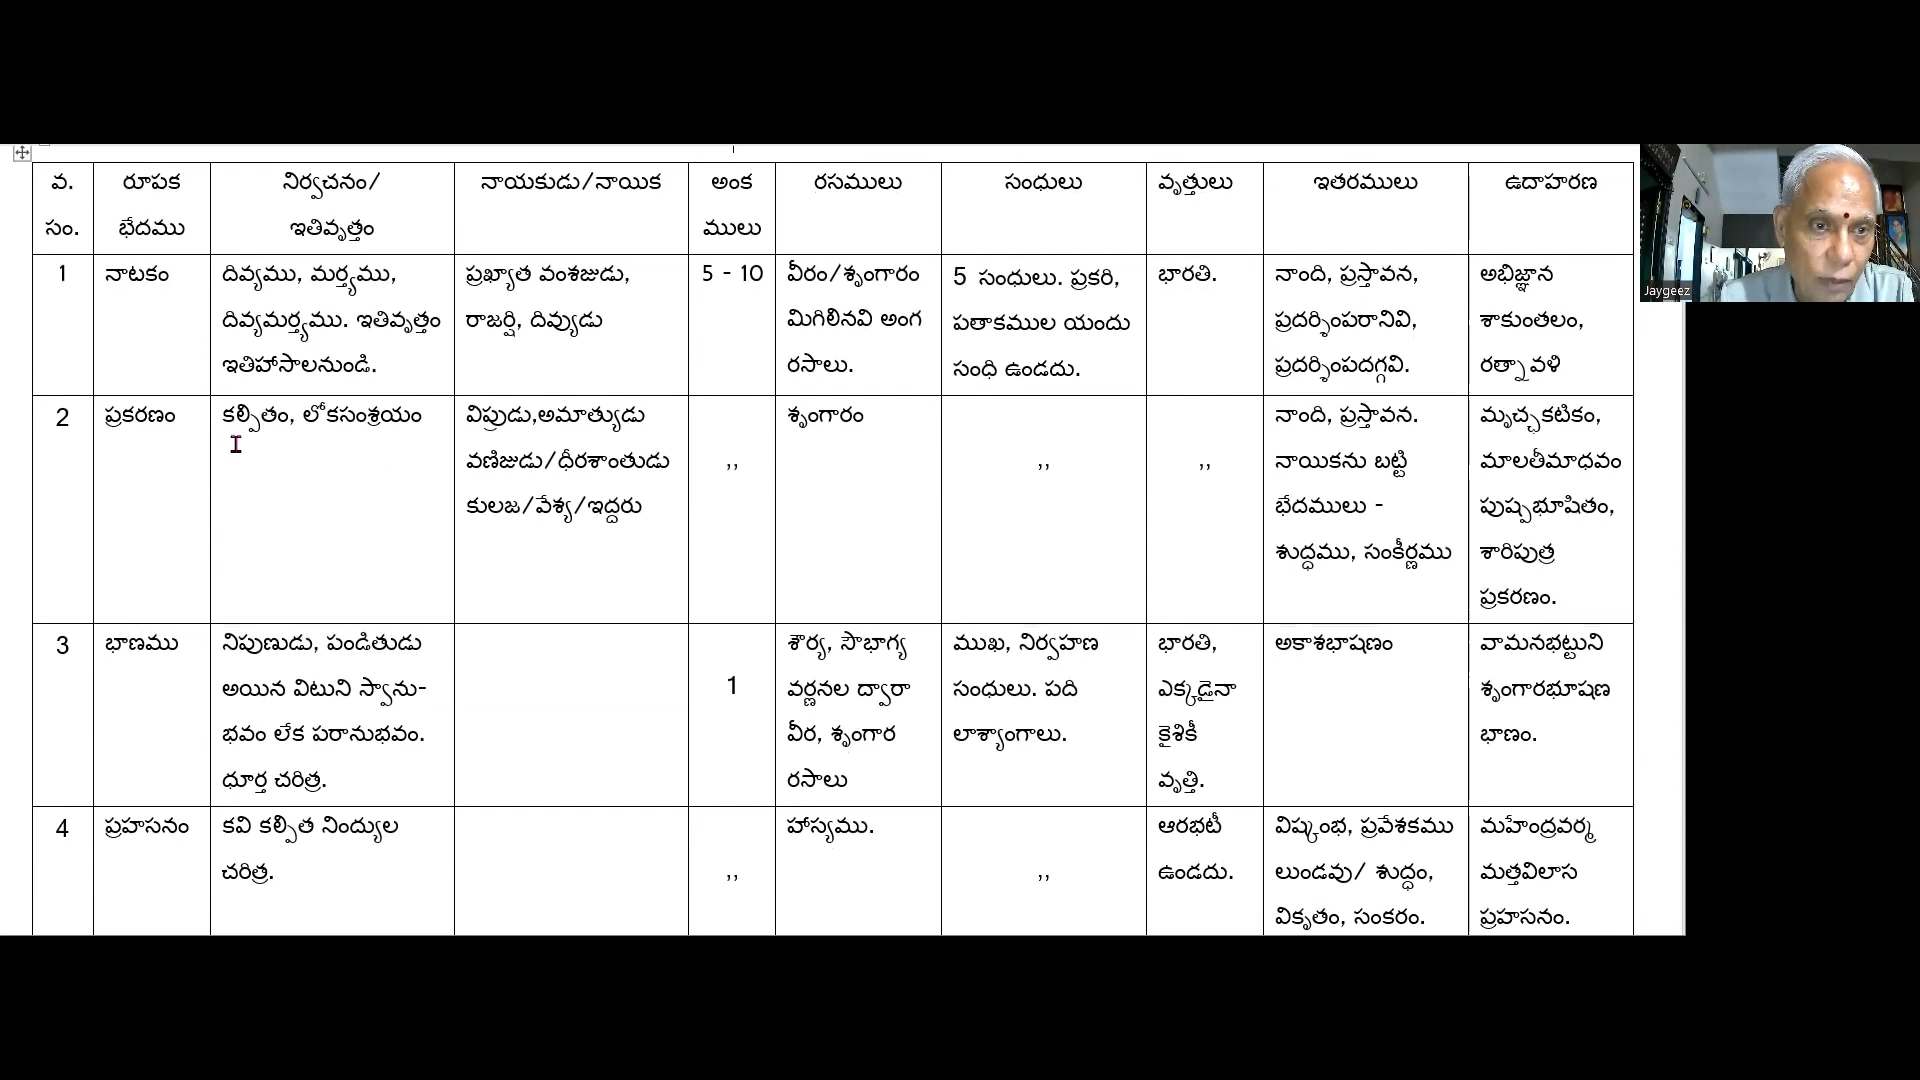 వ.
సం.
రూపక
భేదము
నిర్వచనం/
ఇతివృత్తం
నాయకుడు/నాయిక
అంక
ములు
రసములు
సంధులు
వృత్తులు
ఇతరములు
ఉదాహరణ
1
నాటకం
దివ్యము, మర్త్యము,
దివ్యమర్త్యము. ఇతివృత్తం
ఇతిహాసాలనుండి.
ప్రఖ్యాత వంశజుడు,
రాజర్షి, దివ్యుడు
5 - 10
వీరం/శృంగారం
మిగిలినవి అంగ
రసాలు.
5 సంధులు. ప్రకరి,
పతాకముల యందు
సంధి ఉండదు.
భారతి.
నాంది, ప్రస్తావన,
ప్రదర్శింపరానివి,
ప్రదర్శింపదగ్గవి.
అభిజ్ఞాన
శాకుంతలం,
రత్నావళి
2
ప్రకరణం
కల్పితం, లోకసంశ్రయం
విప్రుడు,అమాత్యుడు
వణిజుడు/ధీరశాంతుడు
కులజ/వేశ్య/ఇద్దరు
,,
శృంగారం
,,
,,
నాంది, ప్రస్తావన.
నాయికను బట్టి
భేదములు -
శుద్ధము, సంకీర్ణము
మృచ్ఛకటికం,
మాలతీమాధవం
పుష్పభూషితం,
శారిపుత్ర
ప్రకరణం.
3
భాణము
నిపుణుడు, పండితుడు
అయిన విటుని స్వాను-
భవం లేక పరానుభవం.
ధూర్త చరిత్ర.
1
శౌర్య, సౌభాగ్య
వర్ణనల ద్వారా
వీర, శృంగార
రసాలు
ముఖ, నిర్వహణ
సంధులు. పది
లాశ్యాంగాలు.
భారతి,
ఎక్కడైనా
కైశికీ
వృత్తి.
అకాశభాషణం
వామనభట్టుని
శృంగారభూషణ
భాణం.
4
ప్రహసనం
కవి కల్పిత నింద్యుల
చరిత్ర.
,,
హాస్యము.
,,
ఆరభటీ
ఉండదు.
విష్కంభ, ప్రవేశకము
లుండవు/ శుద్ధం,
వికృతం, సంకరం.
మహేంద్రవర్మ
మత్తవిలాస
ప్రహసనం.
Jaygeez